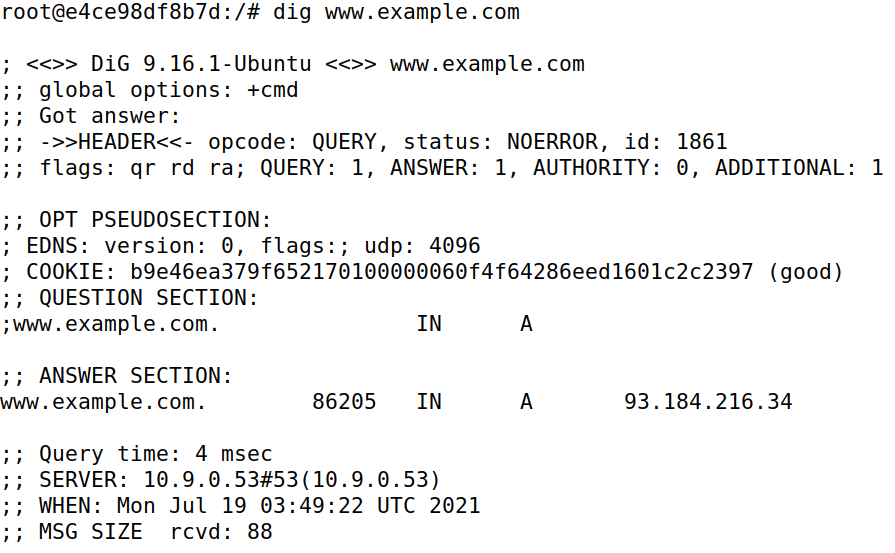 root@e4ce98df8b7d:/# dig www.example.com
; <<>> DiG 9.16.1-Ubuntu <<>> www.example.com
;; global options: +cmd
;; Got answer:
;; ->>HEADER<<- opcode: QUERY, status: NOERROR, id: 1861
;; flags: qr rd ra; QUERY: 1, ANSWER: 1, AUTHORITY: 0, ADDITIONAL: 1
;; OPT PSEUDOSECTION:
; EDNS: version: 0, flags:; udp: 4096
; COOKIE: b9e46ea379f652170100000060f4f64286eed1601c2c2397 (good)
;; QUESTION SECTION:
;www.example.com. IN A
;; ANSWER SECTION:
www.example.com. 86205 IN A 93.184.216.34
;; Query time: 4 msec
;; SERVER: 10.9.0.53#53(10.9.0.53)
;; WHEN: Mon Jul 19 03:49:22 UTC 2021
;; MSG SIZE  rcvd: 88